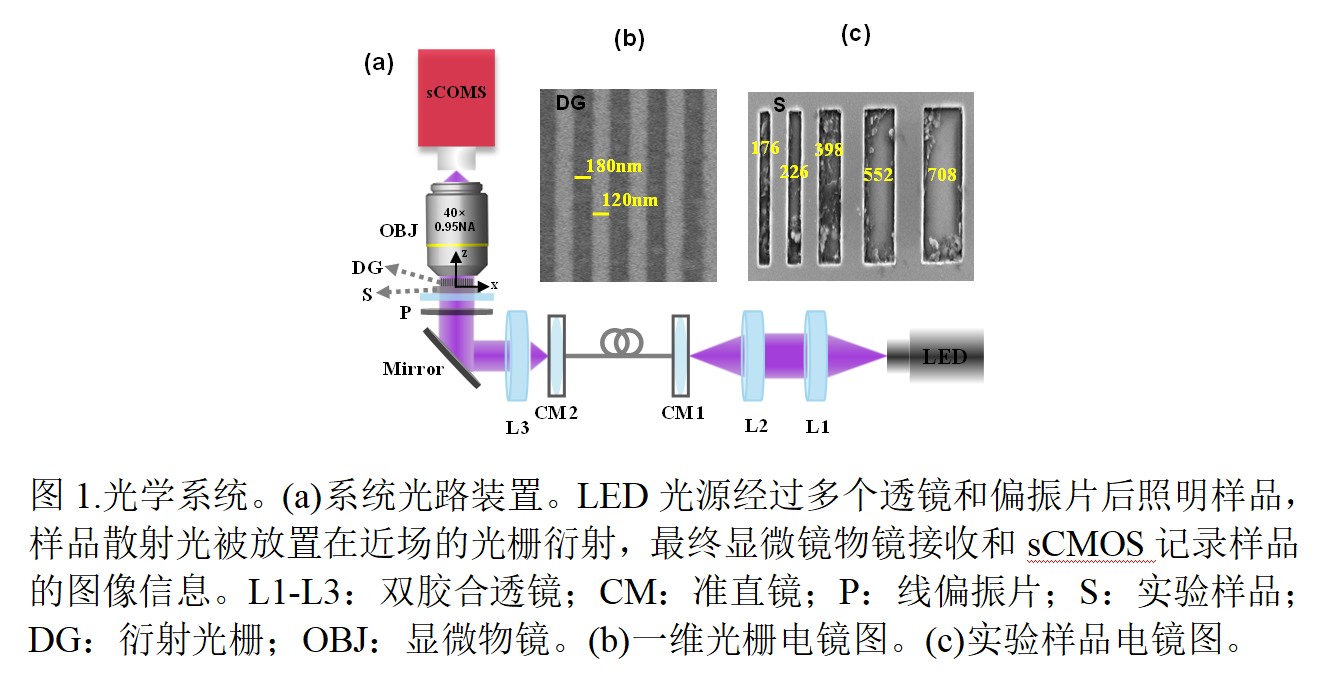 (a)
(b)
(c)
sCOMS
40×
0.95NA
OBJ
z
x
DG
S
P
Mirror
L3
CM2
CM1
L2
L1
LED
DG
180nm
120nm
S
176
226
398
552
708
图 1.光学系统。(a)系统光路装置。LED 光源经过多个透镜和偏振片后照明样品，
样品散射光被放置在近场的光栅衍射，最终显微镜物镜接收和 sCMOS 记录样品
的图像信息。L1-L3：双胶合透镜；CM：准直镜；P：线偏振片；S：实验样品；
DG：衍射光栅；OBJ：显微物镜。(b)一维光栅电镜图。(c)实验样品电镜图。